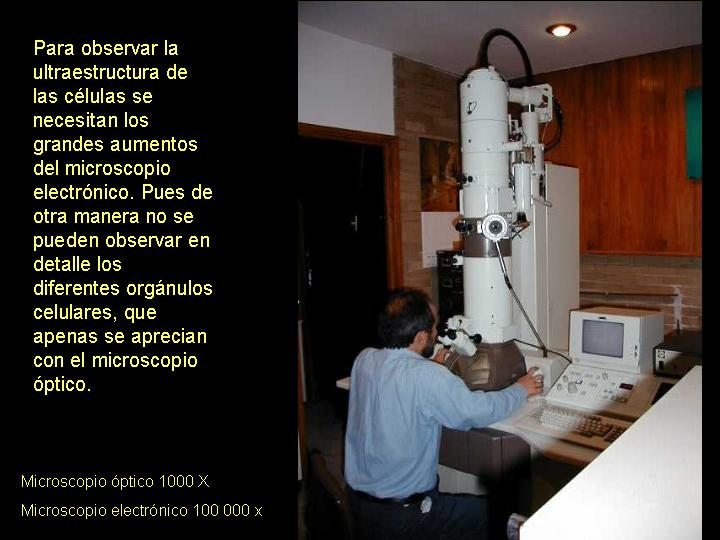 Para observar la
ultraestructura de
las células se
necesitan los
grandes aumentos
del microscopio
electrónico. Pues de
otra manera no se
pueden observar en
detalle los
diferentes orgánulos
celulares, que
apenas se aprecian
con el microscopio
óptico.
Microscopio óptico 1000 X
Microscopio electrónico 100 000 x